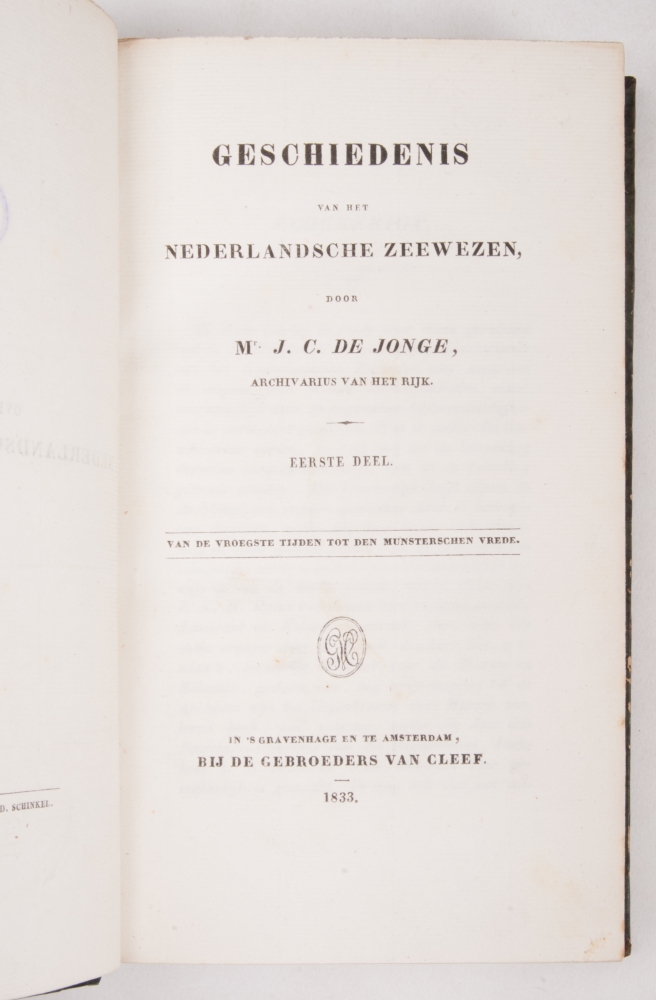 GESCHIEDENIS
VAN HET
NEDERLANDSCHE ZEEWEZEN,
DOOR
Mr. J. C. DE JONGE,
ARCHIVARIUS VAN HET RIJK.
EERSTE DEEL.
VAN DE VROEGSTE TIJDEN TOT DEN MUNSTERSCHEN VREDE.
IN 'S GRAVENHAGE EN TE AMSTERDAM,
BIJ DE GEBROEDERS VAN CLEEF.
1833.
D. SCHINKEL.